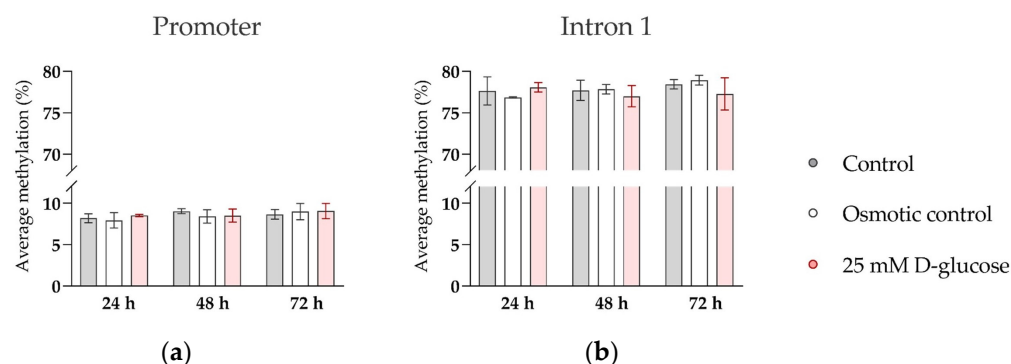 Promoter
Average methylation (%)
80
75
70
10
5
0
24 h 48 h 72 h
(a)
Intron 1
Average methylation (%)
80
75
70
10
5
0
24 h 48 h 72 h
(b)
Control
Osmotic control
25 mM D-glucose